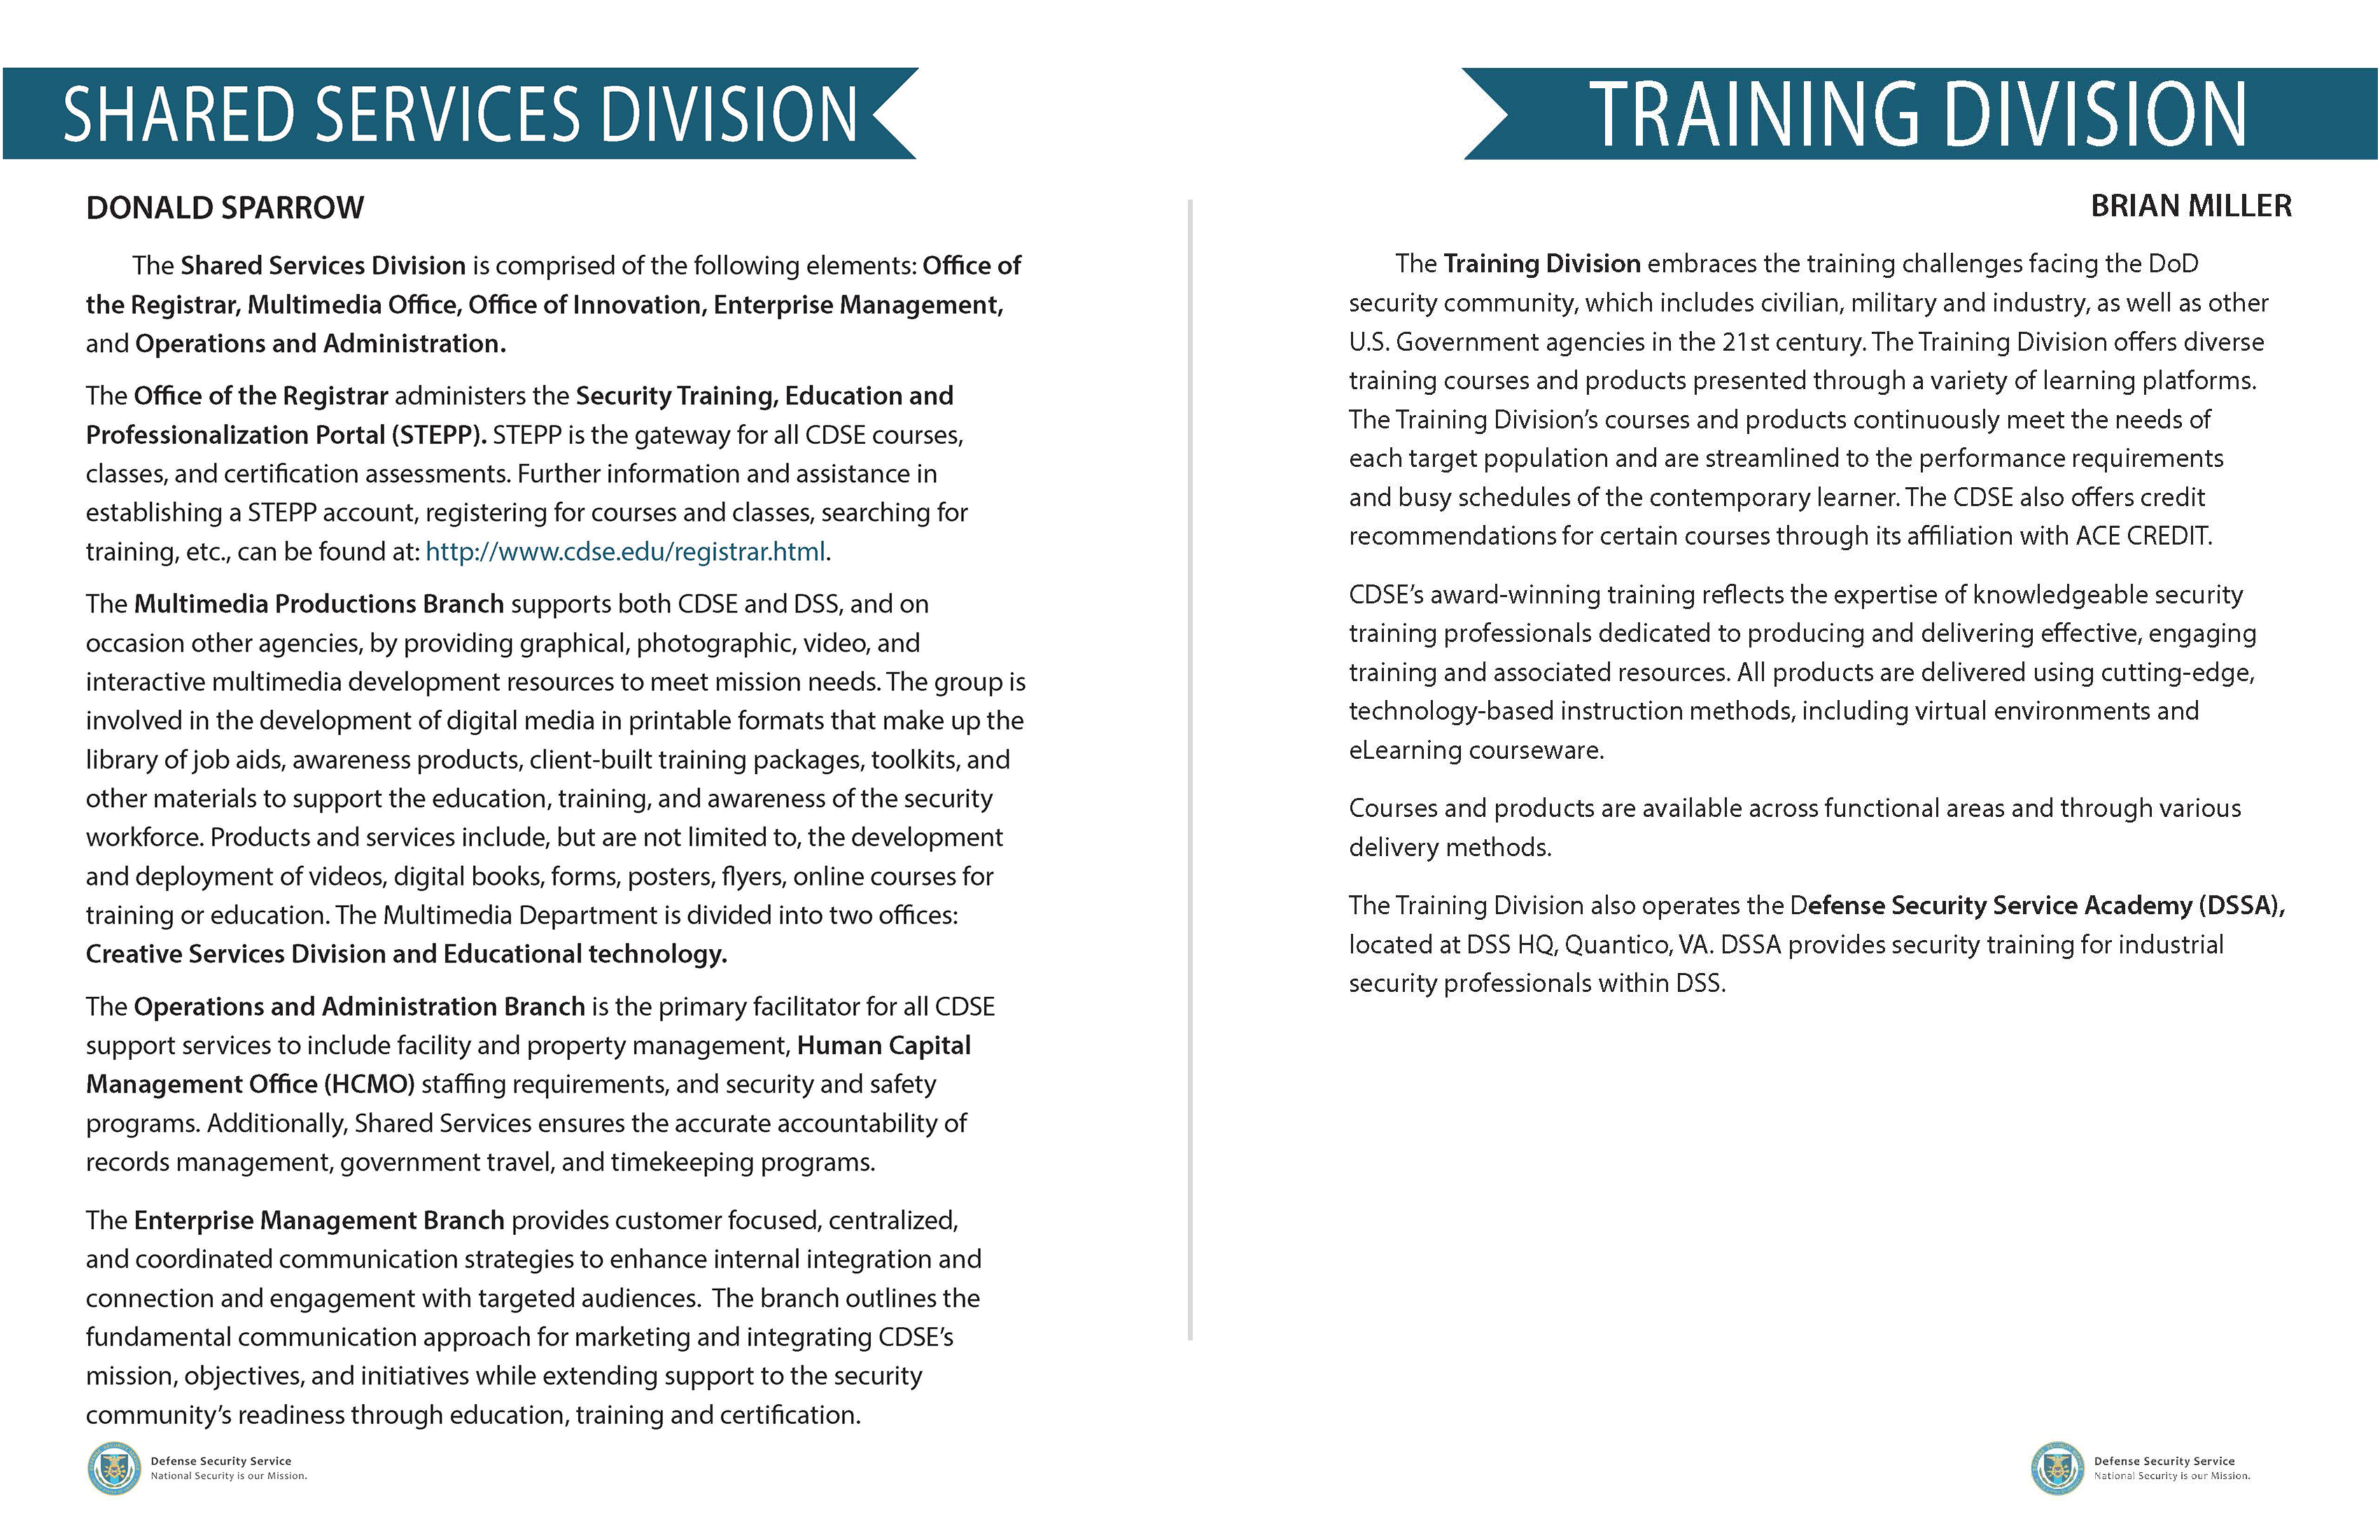 SHARED SERVICES DIVISION
DONALD SPARROW
The Shared Services Division is comprised of the following elements: Office of
the Registrar, Multimedia Office, Office of Innovation, Enterprise Management,
and Operations and Administration.
The Office of the Registrar administers the Security Training, Education and
Professionalization Portal (STEPP). STEPP is the gateway for all CDSE courses,
classes, and certification assessments. Further information and assistance in
establishing a STEPP account, registering for courses and classes, searching for
training, etc., can be found at: http://www.cdse.edu/registrar.html.
The Multimedia Productions Branch supports both CDSE and DSS, and on
occasion other agencies, by providing graphical, photographic, video, and
interactive multimedia development resources to meet mission needs. The group is
involved in the development of digital media in printable formats that make up the
library of job aids, awareness products, client-built training packages, toolkits, and
other materials to support the education, training, and awareness of the security
workforce. Products and services include, but are not limited to, the development
and deployment of videos, digital books, forms, posters, flyers, online courses for
training or education. The Multimedia Department is divided into two offices:
Creative Services Division and Educational technology.
The Operations and Administration Branch is the primary facilitator for all CDSE
support services to include facility and property management, Human Capital
Management Office (HCMO) staffing requirements, and security and safety
programs. Additionally, Shared Services ensures the accurate accountability of
records management, government travel, and timekeeping programs.
The Enterprise Management Branch provides customer focused, centralized,
and coordinated communication strategies to enhance internal integration and
connection and engagement with targeted audiences.  The branch outlines the
fundamental communication approach for marketing and integrating CDSE’s
mission, objectives, and initiatives while extending support to the security
community’s readiness through education, training and certification.
Defense Security Service
National Security is our Mission.
TRAINING DIVISION
BRIAN MILLER
The Training Division embraces the training challenges facing the DoD
security community, which includes civilian, military and industry, as well as other
U.S. Government agencies in the 21st century. The Training Division offers diverse
training courses and products presented through a variety of learning platforms.
The Training Division’s courses and products continuously meet the needs of
each target population and are streamlined to the performance requirements
and busy schedules of the contemporary learner. The CDSE also offers credit
recommendations for certain courses through its affiliation with ACE CREDIT.
CDSE’s award-winning training reflects the expertise of knowledgeable security
training professionals dedicated to producing and delivering effective, engaging
training and associated resources. All products are delivered using cutting-edge,
technology-based instruction methods, including virtual environments and
eLearning courseware.
Courses and products are available across functional areas and through various
delivery methods.
The Training Division also operates the Defense Security Service Academy (DSSA),
located at DSS HQ, Quantico, VA. DSSA provides security training for industrial
security professionals within DSS.
Defense Security Service
National Security is our Mission.